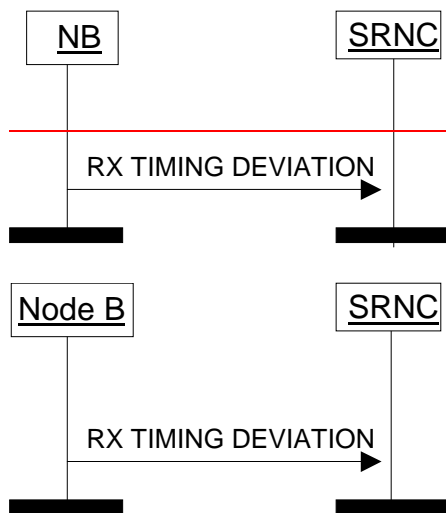 NB
SRNC
RX TIMING DEVIATION
Node B
SRNC
RX TIMING DEVIATION